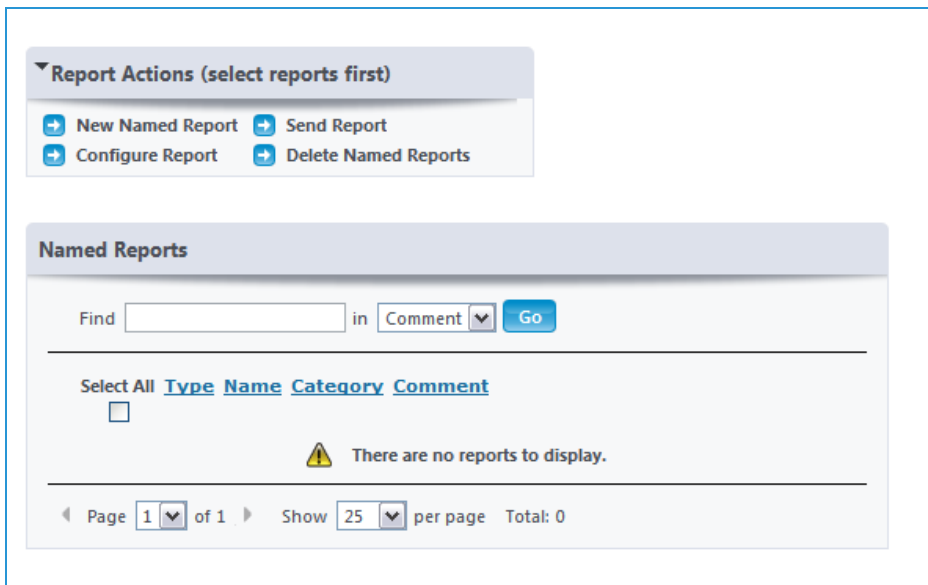 Report Actions (select reports first)
New Named Report Send Report
Configure Report Delete Named Reports
Named Reports
Find in Comment Go
Select All Type Name Category Comment
There are no reports to display.
Page 1 of 1 Show 25 per page Total: 0